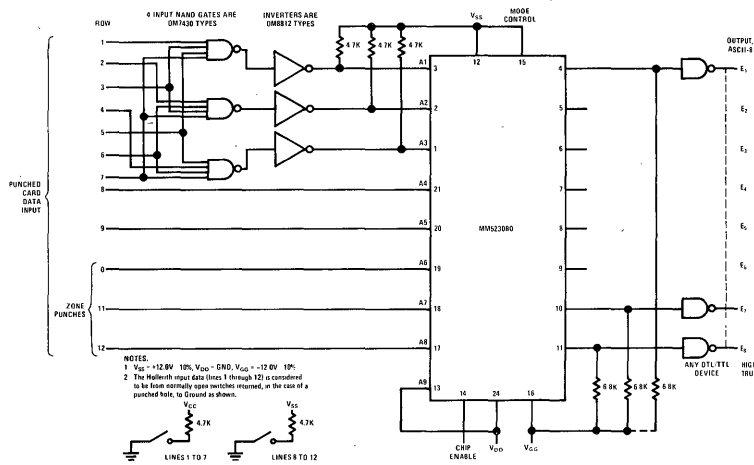 4 INPUT NAND GATES ARE
DM7430 TYPES
INVERTERS ARE
DM8812 TYPES
MODE
CONTROL
ROW
VSS
1
2
3
4
5
6
7
8
9
0
11
12
4.7K
4.7K
4.7K
12
15
A1
3
A2
2
A3
1
A4
21
A5
20
A6
19
A7
18
A8
17
A9
13
MM5230BO
4
5
6
7
8
9
10
11
14
24
16
CHIP
ENABLE
VDD
VGG
OUTPUT,
ASCII-8
E1
E2
E3
E4
E5
E6
E7
E8
HIGH
TRU
ANY DTL/TTL
DEVICE
6.8K
6.8K
6.8K
PUNCHED
CARD
DATA
INPUT
ZONE
PUNCHES
NOTES.
1 VSS = +12.0V 10%, VDD - GND, VGG = -12.0V 10%
2 The Hollerith input data (lines 1 through 12) is considered
to be from normally open switches returned, in the case of a
punched hole, to Ground as shown.
VCC
4.7K
LINES 1 TO 7
VSS
4.7K
LINES 8 TO 12